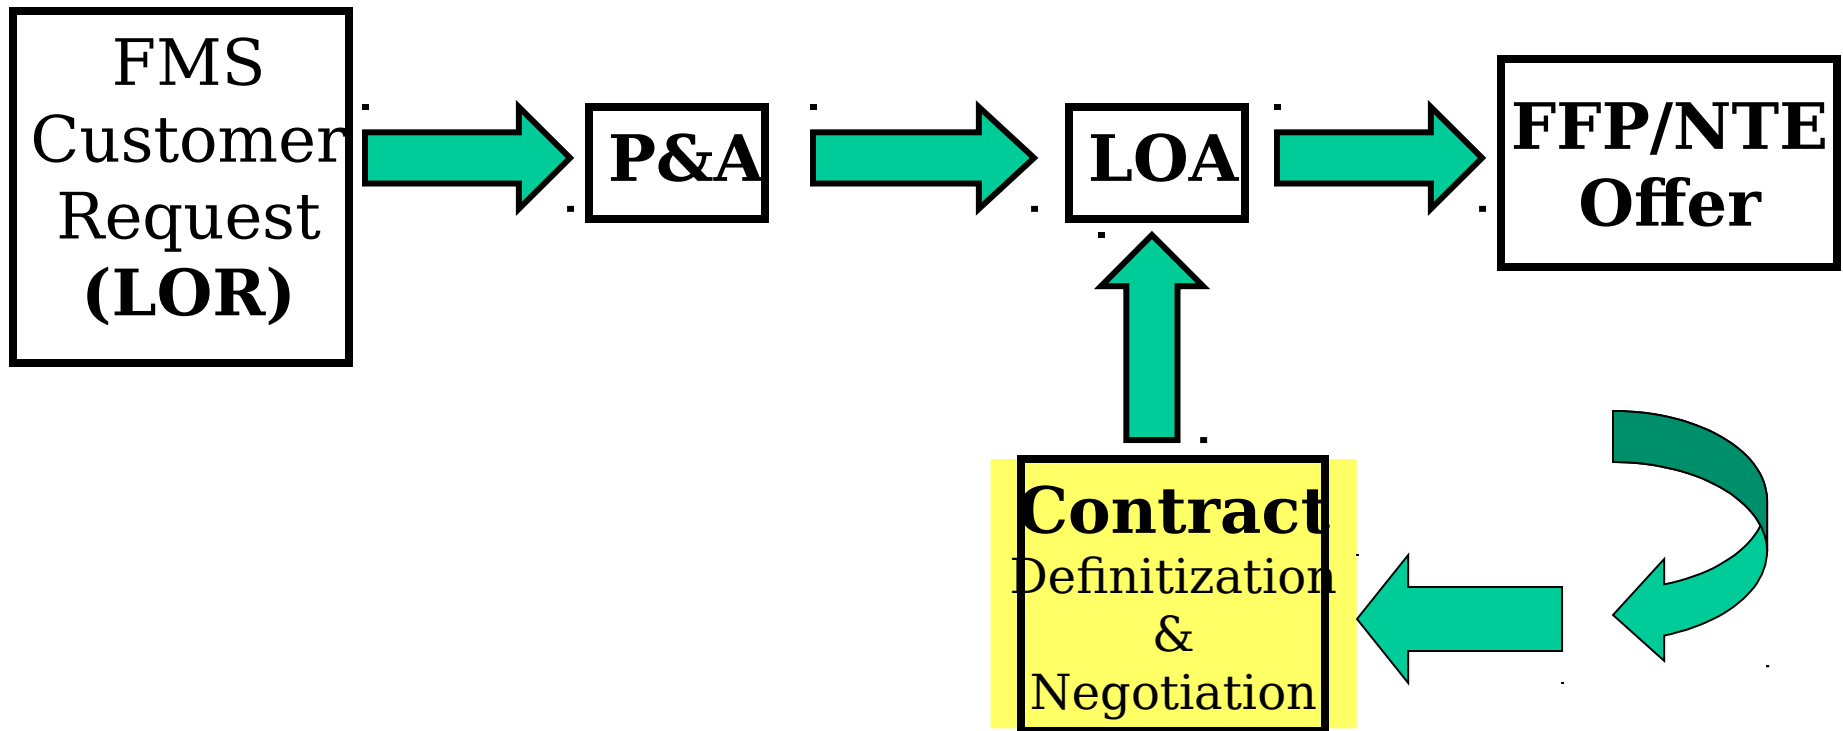 FMS
Customer
Request
(LOR)
P&A
LOA
FFP/NTE
Offer
Contract
Definitization
&
Negotiation